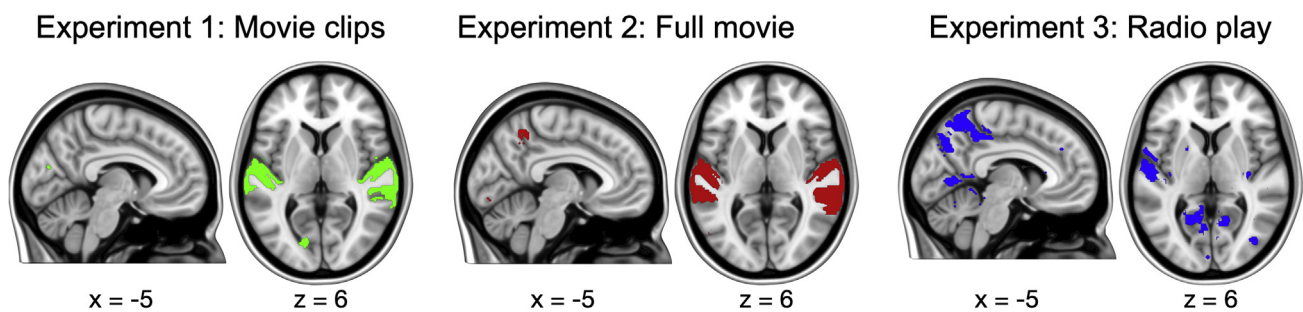 Experiment 1: Movie clips
Experiment 2: Full movie
Experiment 3: Radio play
x = -5
z = 6
x = -5
z = 6
x = -5
z = 6